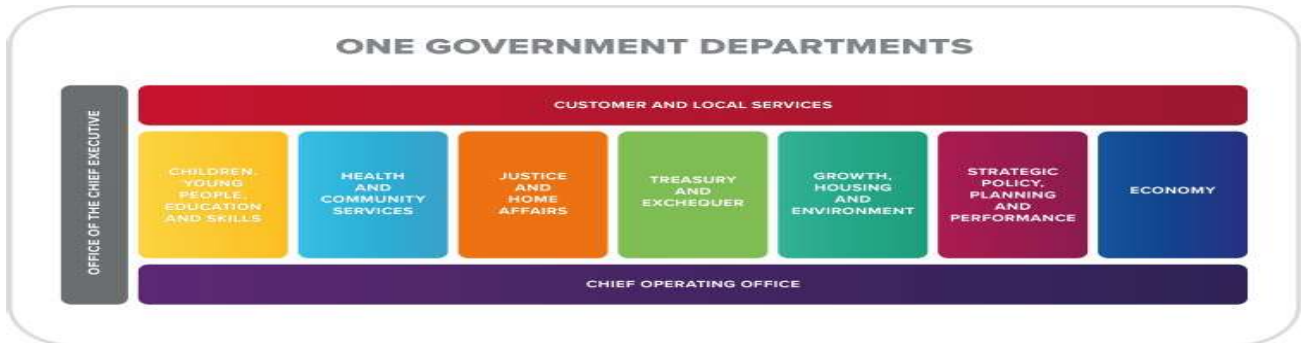 ONE GOVERNMENT DEPARTMENTS
OFFICE OF THE CHIEF EXECUTIVE
CUSTOMER AND LOCAL SERVICES
CHILDREN,
YOUNG
PEOPLE,
EDUCATION
AND SKILLS
HEALTH
AND
COMMUNITY
SERVICES
JUSTICE
AND
HOME
AFFAIRS
TREASURY
AND
EXCHEQUER
GROWTH,
HOUSING
AND
ENVIRONMENT
STRATEGIC
POLICY,
PLANNING
AND
PERFORMANCE
ECONOMY
CHIEF OPERATING OFFICE